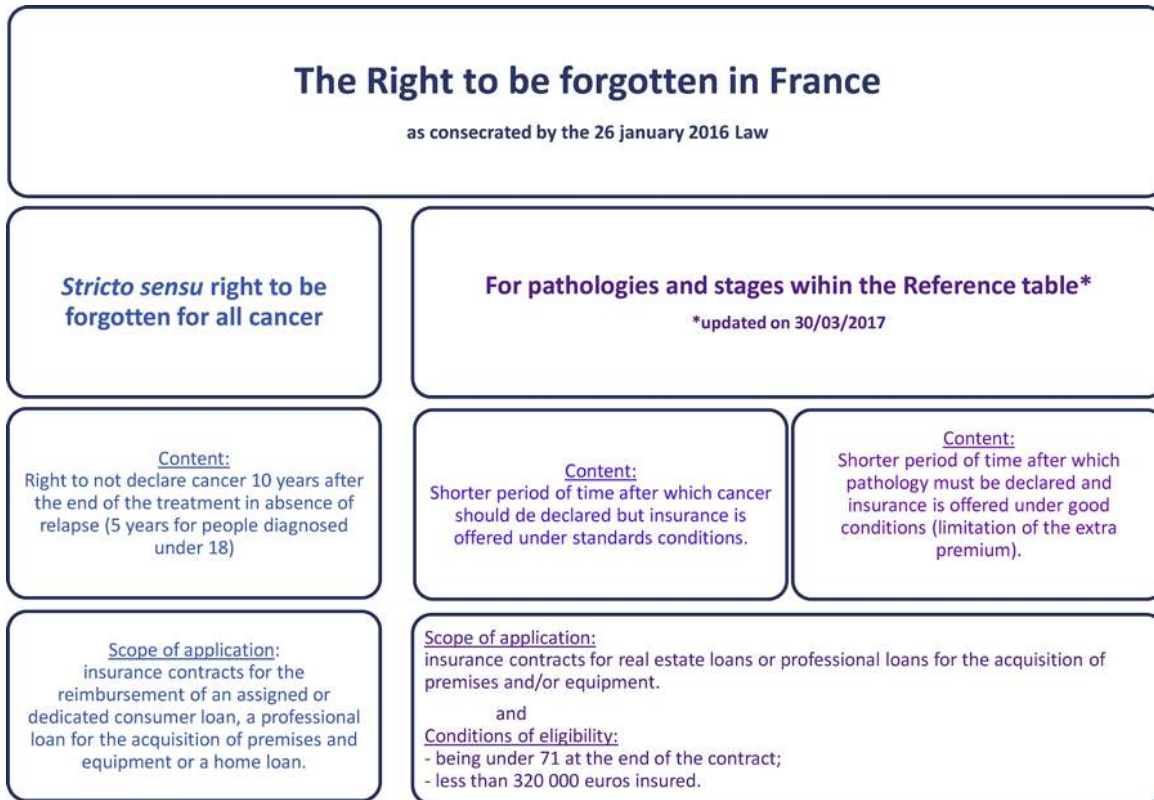 The Right to be forgotten in France
as consecrated by the 26 january 2016 Law
Stricto sensu right to be
forgotten for all cancer
For pathologies and stages wihin the Reference table*
*updated on 30/03/2017
Content:
Right to not declare cancer 10 years after
the end of the treatment in absence of
relapse (5 years for people diagnosed
under 18)
Content:
Shorter period of time after which cancer
should de declared but insurance is
offered under standards conditions.
Content:
Shorter period of time after which
pathology must be declared and
insurance is offered under good
conditions (limitation of the extra
premium).
Scope of application:
insurance contracts for the
reimbursement of an assigned or
dedicated consumer loan, a professional
loan for the acquisition of premises and
equipment or a home loan.
Scope of application:
insurance contracts for real estate loans or professional loans for the acquisition of
premises and/or equipment.
and
Conditions of eligibility:
- being under 71 at the end of the contract;
- less than 320 000 euros insured.